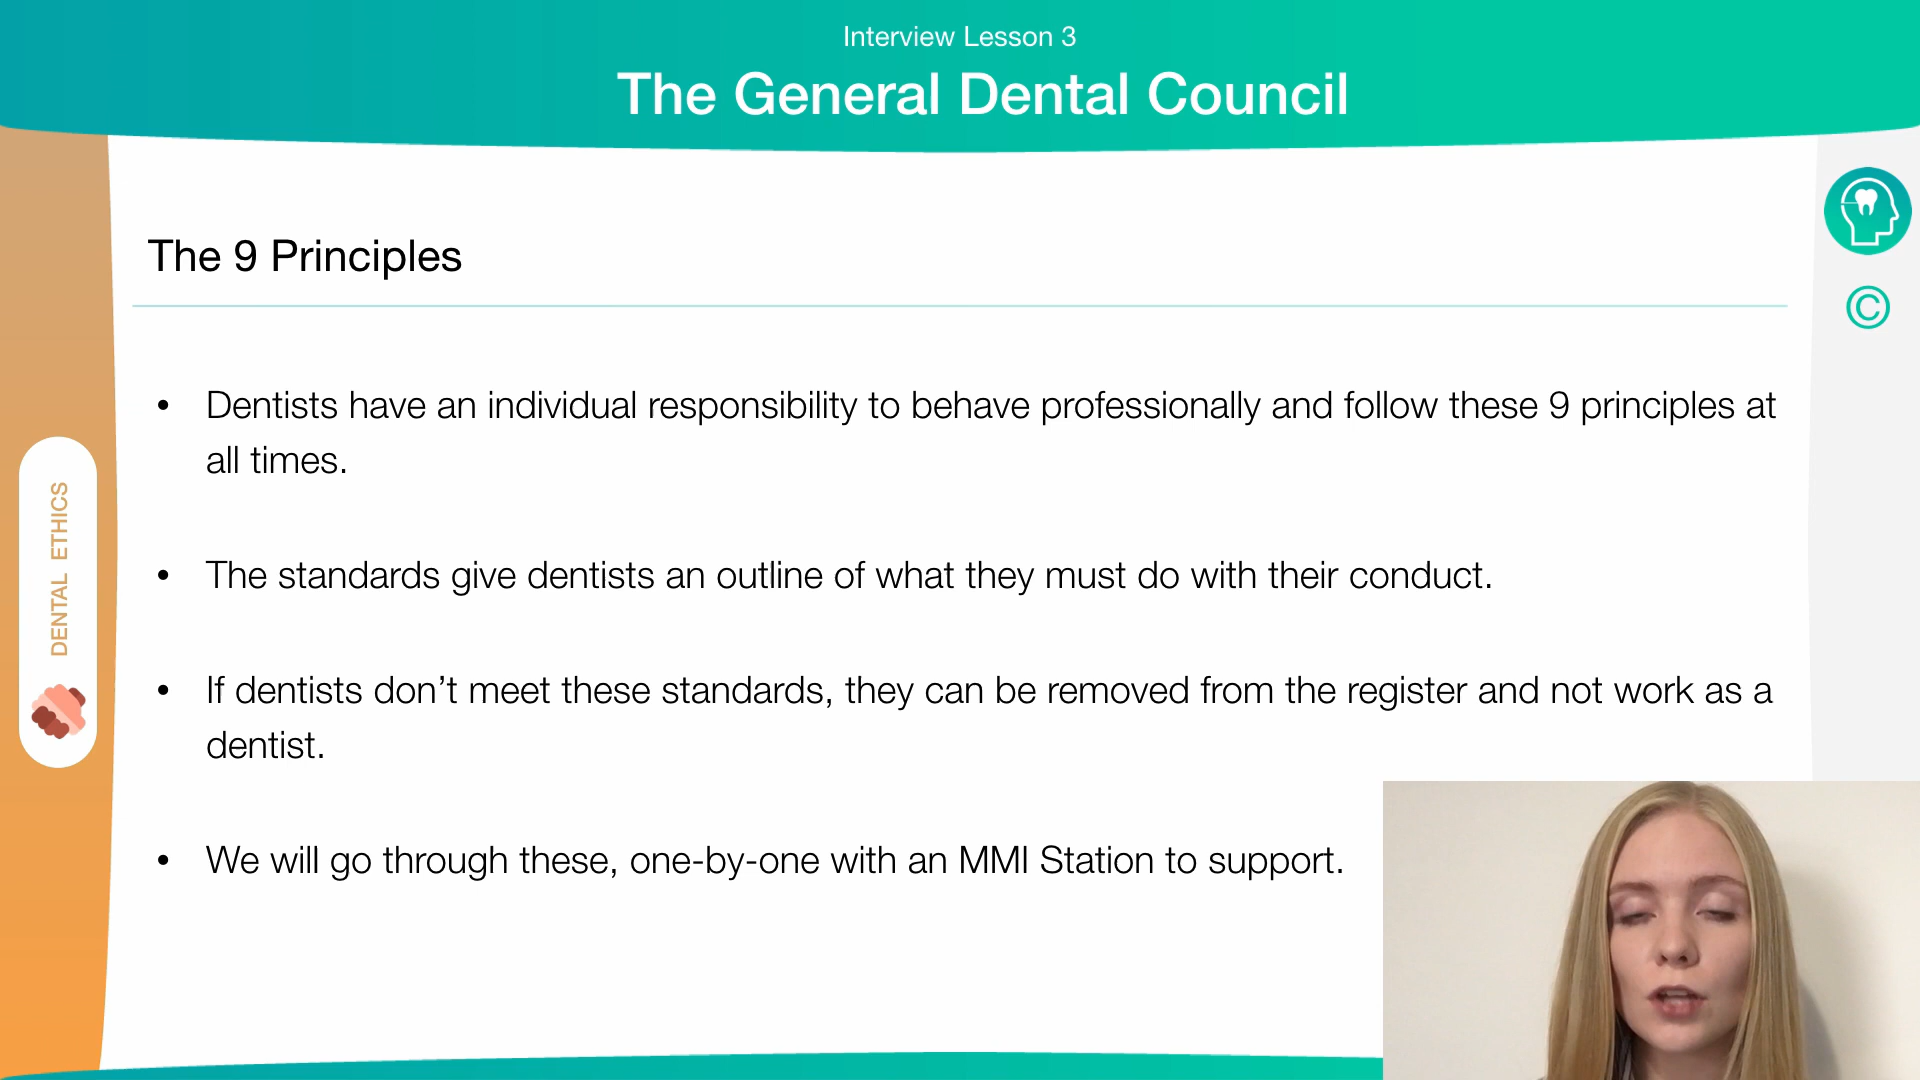 Interview Lesson 3
The General Dental Council
The 9 Principles
• Dentists have an individual responsibility to behave professionally and follow these 9 principles at
all times.
• The standards give dentists an outline of what they must do with their conduct.
• If dentists don’t meet these standards, they can be removed from the register and not work as a
dentist.
• We will go through these, one-by-one with an MMI Station to support.
DENTAL ETHICS
©